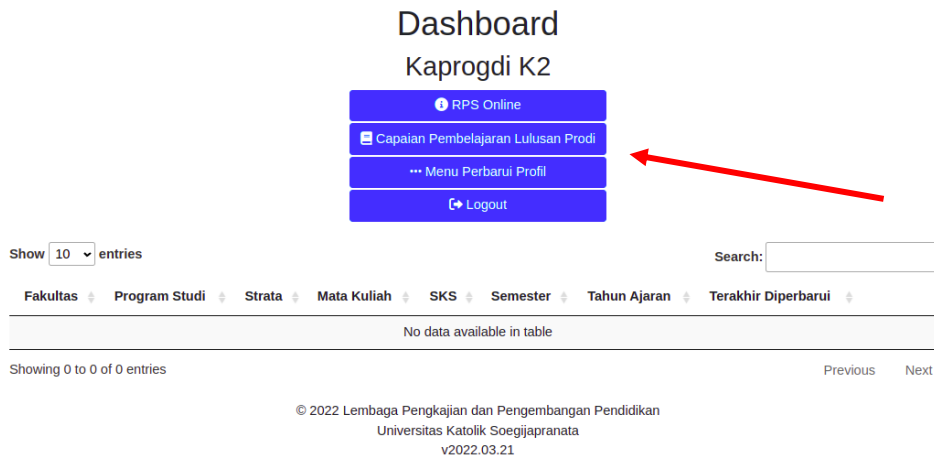 Dashboard
Kaprogdi K2
RPS Online
Capaian Pembelajaran Lulusan Prodi
Menu Perbarui Profil
Logout
Show 10 entries Search:
Fakultas Program Studi Strata Mata Kuliah SKS Semester Tahun Ajaran Terakhir Diperbarui
No data available in table
Showing 0 to 0 of 0 entries Previous Next
© 2022 Lembaga Pengkajian dan Pengembangan Pendidikan
Universitas Katolik Soegijapranata
v2022.03.21